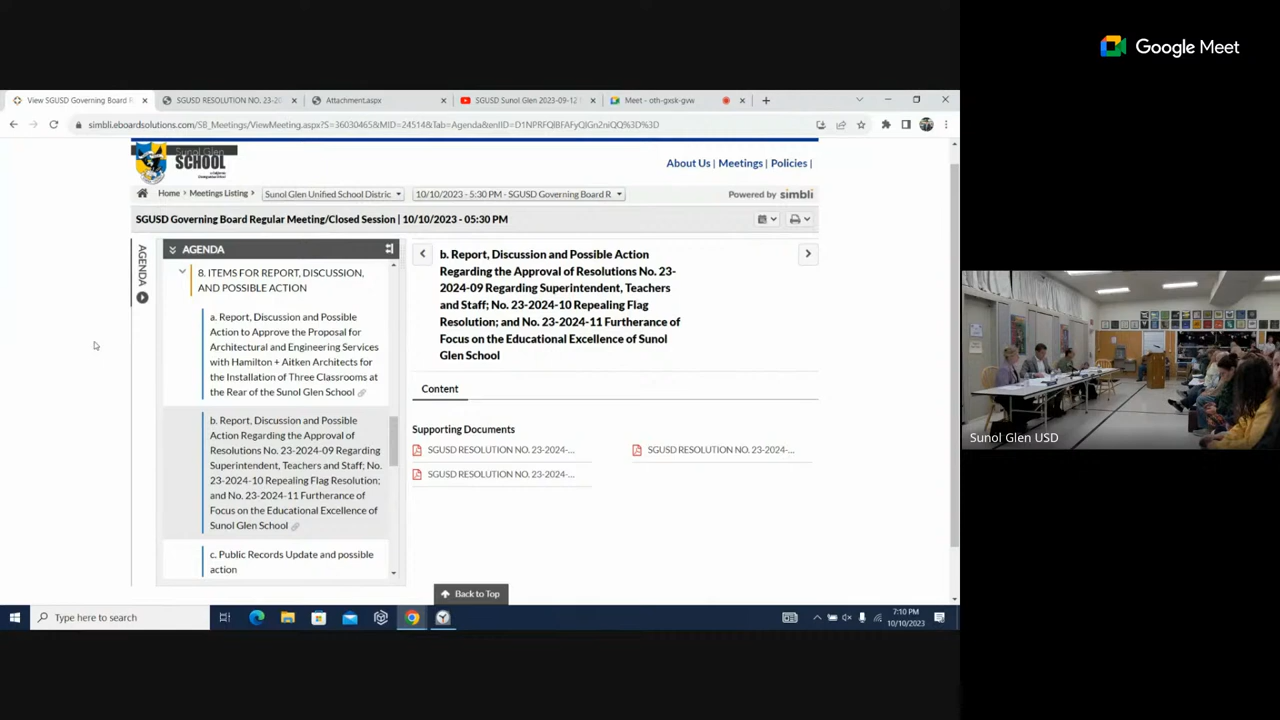 Google Meet
View SGUSD Governing Board R
SGUSD RESOLUTION NO. 23-20
Attachment.aspx
SGUSD Sunol Glen 2023-09-12
Meet - oth-gxsk-gvw
simbli.eboardsolutions.com/SB_Meetings/ViewMeeting.aspx?S=36030465&MID=24514&Tab=Agenda&enIID=D1NPRFQIBFAFyQIGn2niQQ%3D%3D
Sunol Glen
SCHOOL
About Us | Meetings | Policies |
Home > Meetings Listing >
Sunol Glen Unified School Distric
10/10/2023 - 5:30 PM - SGUSD Governing Board R
Powered by simbli
SGUSD Governing Board Regular Meeting/Closed Session | 10/10/2023 - 05:30 PM
AGENDA
AGENDA
8. ITEMS FOR REPORT, DISCUSSION,
AND POSSIBLE ACTION
a. Report, Discussion and Possible
Action to Approve the Proposal for
Architectural and Engineering Services
with Hamilton + Aitken Architects for
the Installation of Three Classrooms at
the Rear of the Sunol Glen School
b. Report, Discussion and Possible
Action Regarding the Approval of
Resolutions No. 23-2024-09 Regarding
Superintendent, Teachers and Staff; No.
23-2024-10 Repealing Flag Resolution;
and No. 23-2024-11 Furtherance of
Focus on the Educational Excellence of
Sunol Glen School
c. Public Records Update and possible
action
b. Report, Discussion and Possible Action
Regarding the Approval of Resolutions No. 23-
2024-09 Regarding Superintendent, Teachers
and Staff; No. 23-2024-10 Repealing Flag
Resolution; and No. 23-2024-11 Furtherance of
Focus on the Educational Excellence of Sunol
Glen School
Content
Supporting Documents
SGUSD RESOLUTION NO. 23-2024-...
SGUSD RESOLUTION NO. 23-2024-...
SGUSD RESOLUTION NO. 23-2024-...
Back to Top
Type here to search
7:10 PM
10/10/2023
Sunol Glen USD